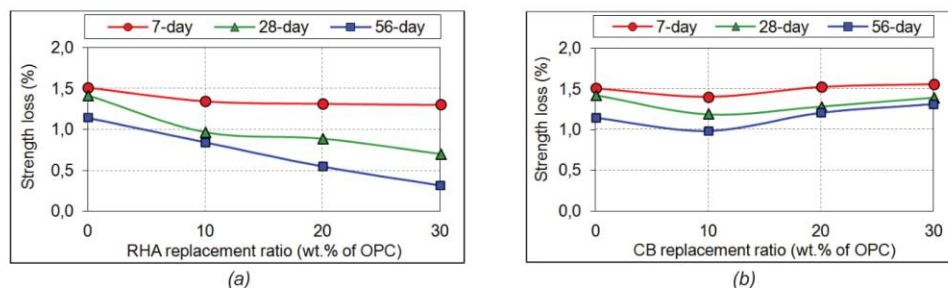 7-day 28-day 56-day
2,0
1,5
1,0
0,5
0,0
Strength loss (%)
0 10 20 30
RHA replacement ratio (wt.% of OPC)
(a)
7-day 28-day 56-day
2,0
1,5
1,0
0,5
0,0
Strength loss (%)
0 10 20 30
CB replacement ratio (wt.% of OPC)
(b)